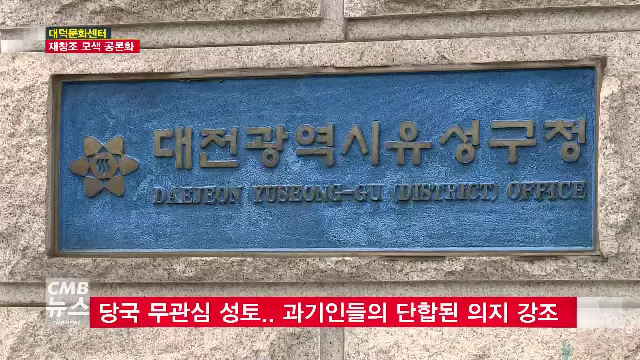 대덕문화센터
재창조 모색 공론화
대전광역시유성구청
DAEJEON YUSEONG-GU (DISTRICT) OFFICE
CMB
뉴스
당국 무관심 성토.. 과기인들의 단합된 의지 강조